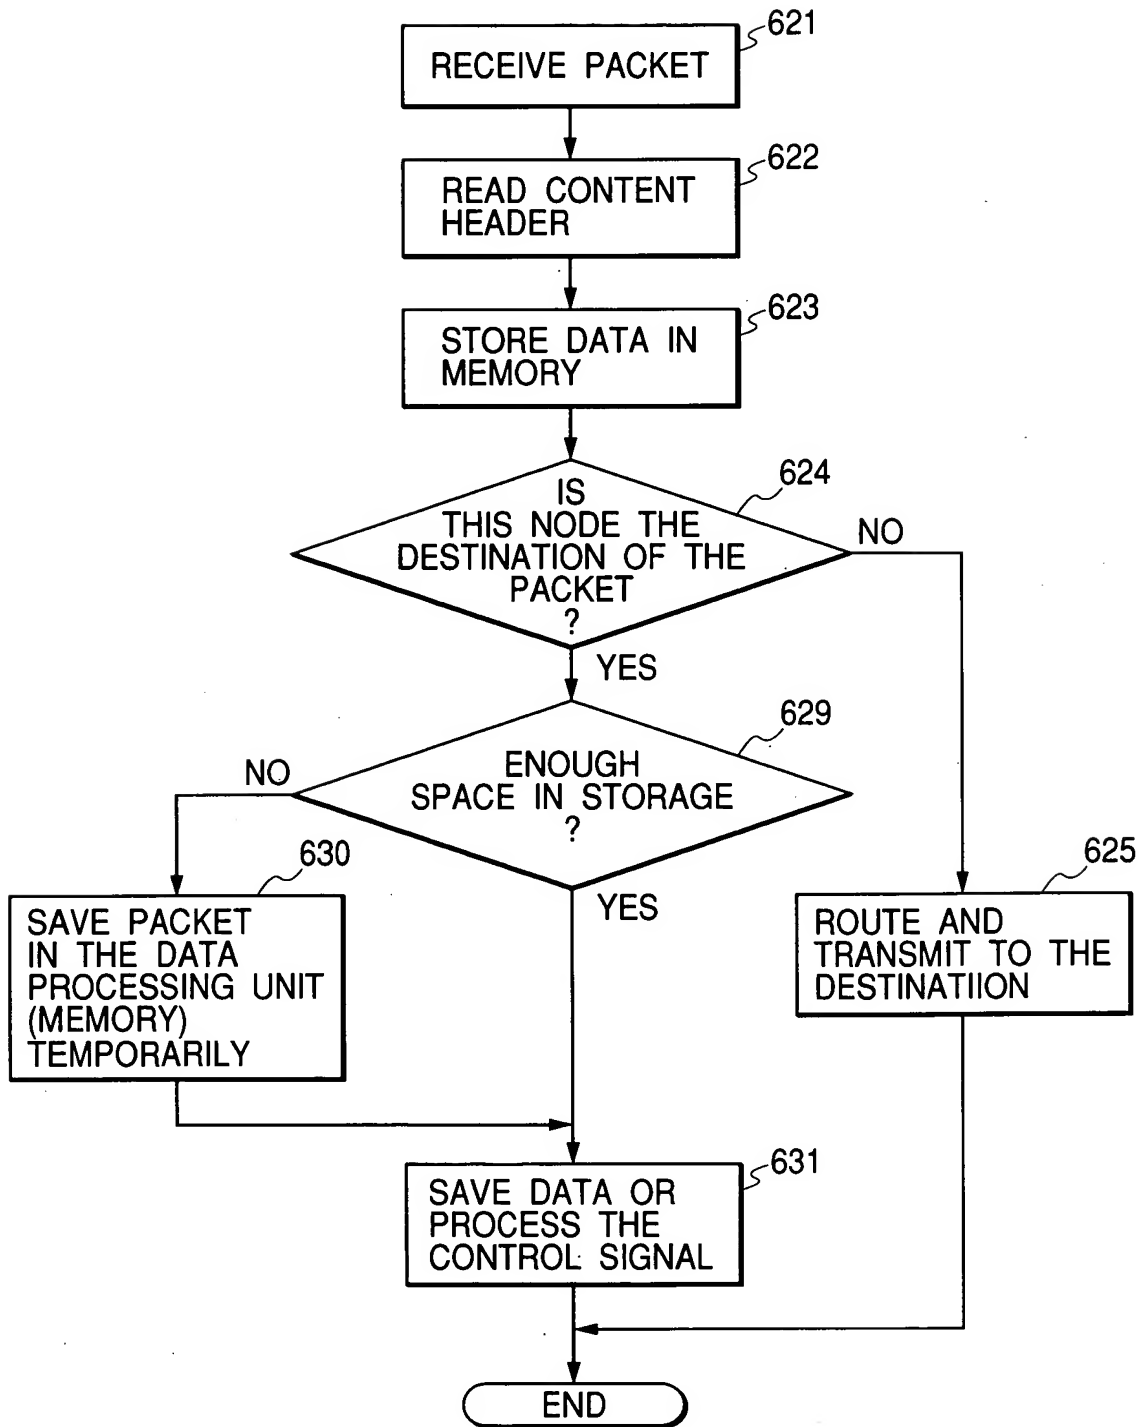 621
RECEIVE PACKET
622
READ CONTENT
HEADER
623
STORE DATA IN
MEMORY
624
IS
THIS NODE THE
DESTINATION OF THE
PACKET
?
NO
YES
629
ENOUGH
SPACE IN STORAGE
?
NO
YES
630
SAVE PACKET
IN THE DATA
PROCESSING UNIT
(MEMORY)
TEMPORARILY
625
ROUTE AND
TRANSMIT TO THE
DESTINATIION
631
SAVE DATA OR
PROCESS THE
CONTROL SIGNAL
END